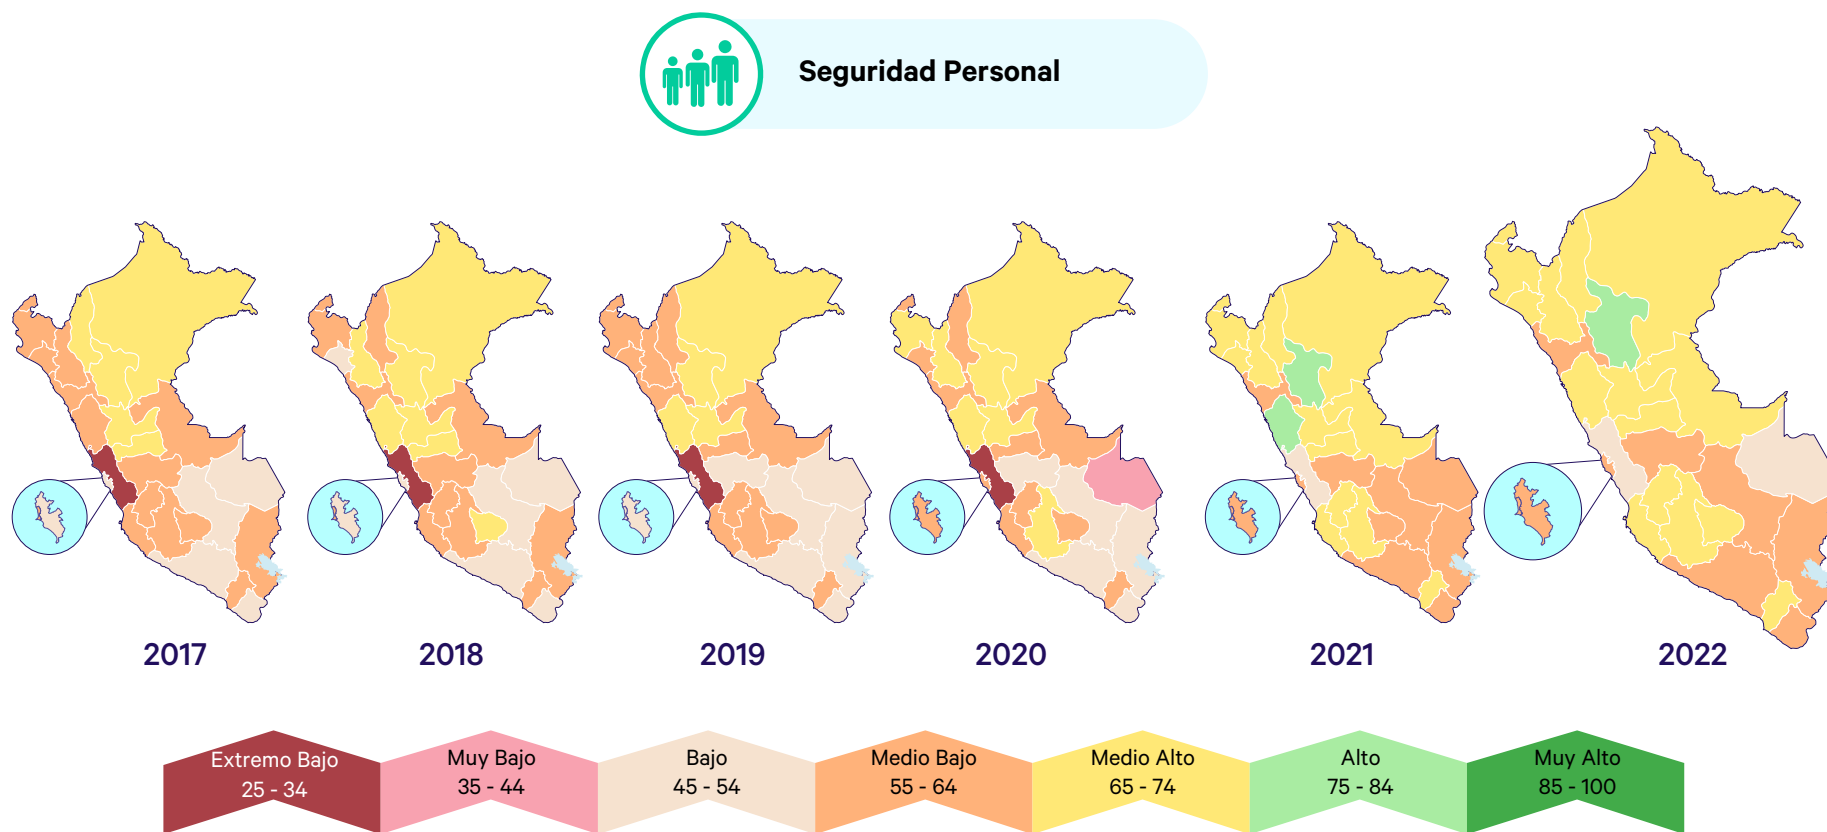 Seguridad Personal
2017
2018
2019
2020
2021
2022
Extremo Bajo
25 - 34
Muy Bajo
35 - 44
Bajo
45 - 54
Medio Bajo
55 - 64
Medio Alto
65 - 74
Alto
75 - 84
Muy Alto
85 - 100